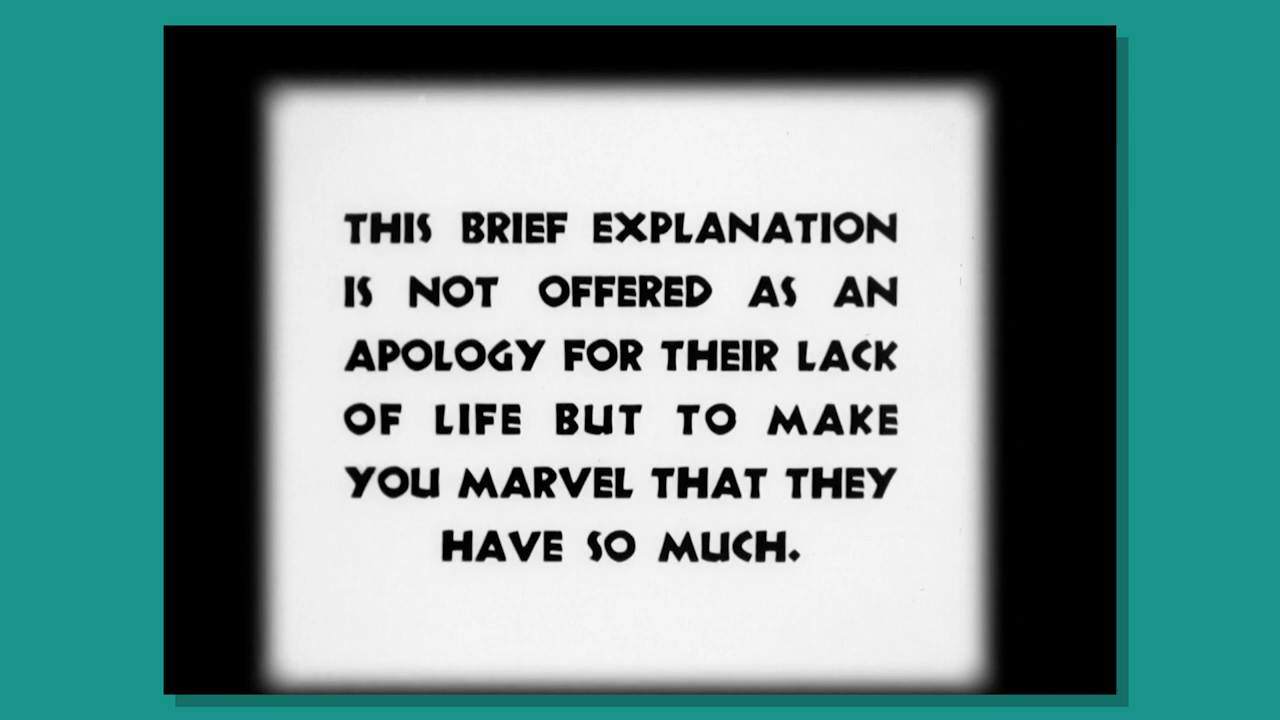 THIS BRIEF EXPLANATION
IS NOT OFFERED AS AN
APOLOGY FOR THEIR LACK
OF LIFE BUT TO MAKE
YOU MARVEL THAT THEY
HAVE SO MUCH.